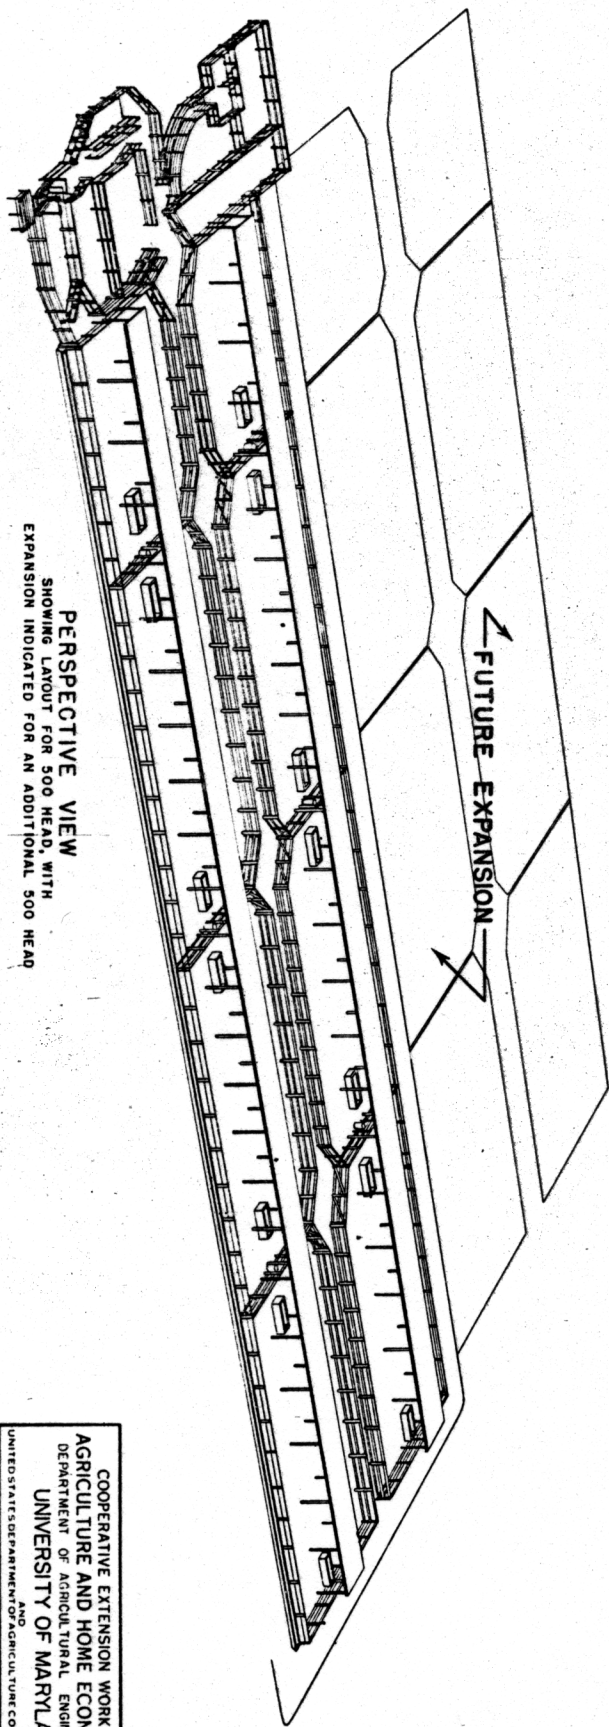 FUTURE EXPANSION
PERSPECTIVE VIEW
SHOWING LAYOUT FOR 500 HEAD, WITH
EXPANSION INDICATED FOR AN ADDITIONAL 500 HEAD
COOPERATIVE EXTENSION WORK
AGRICULTURE AND HOME ECON
DEPARTMENT OF AGRICULTURAL ENGI
UNIVERSITY OF MARYLA
AND
UNITED STATES DEPARTMENT OF AGRICULTURE CO